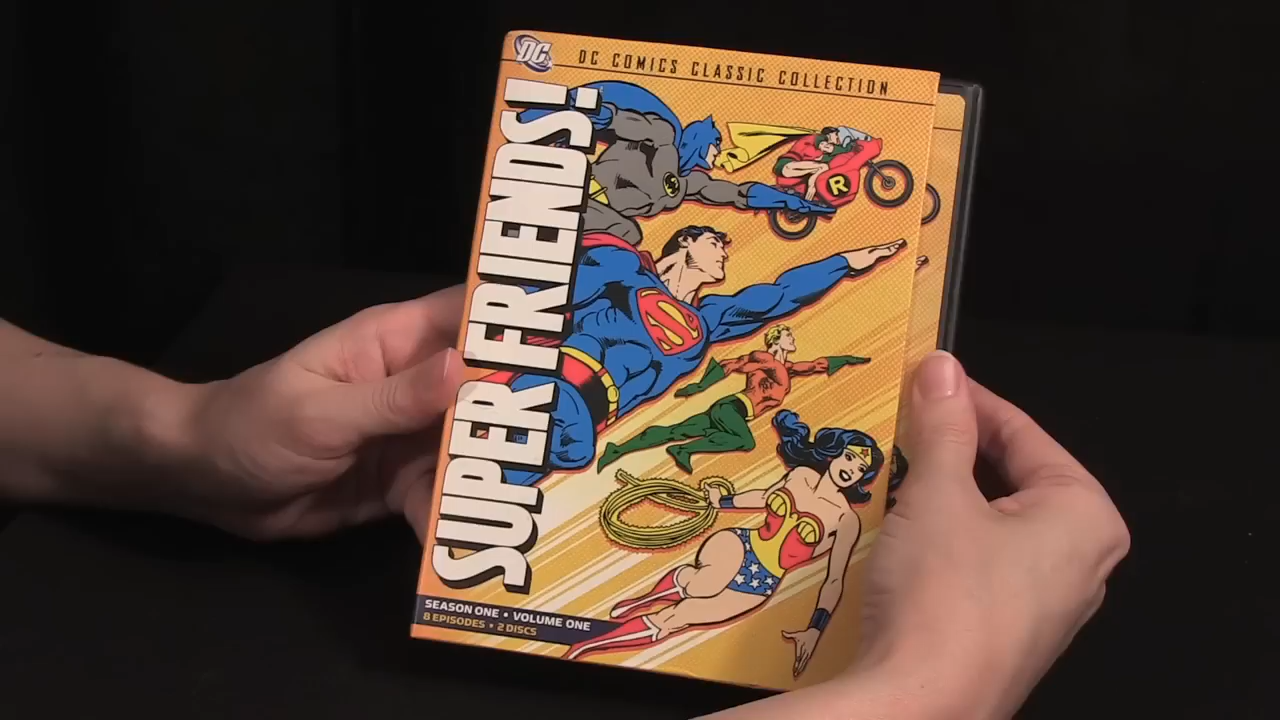 DC
DC COMICS CLASSIC COLLECTION
SUPER FRIENDS!
R
S
SEASON ONE • VOLUME ONE
8 EPISODES • 2 DISCS